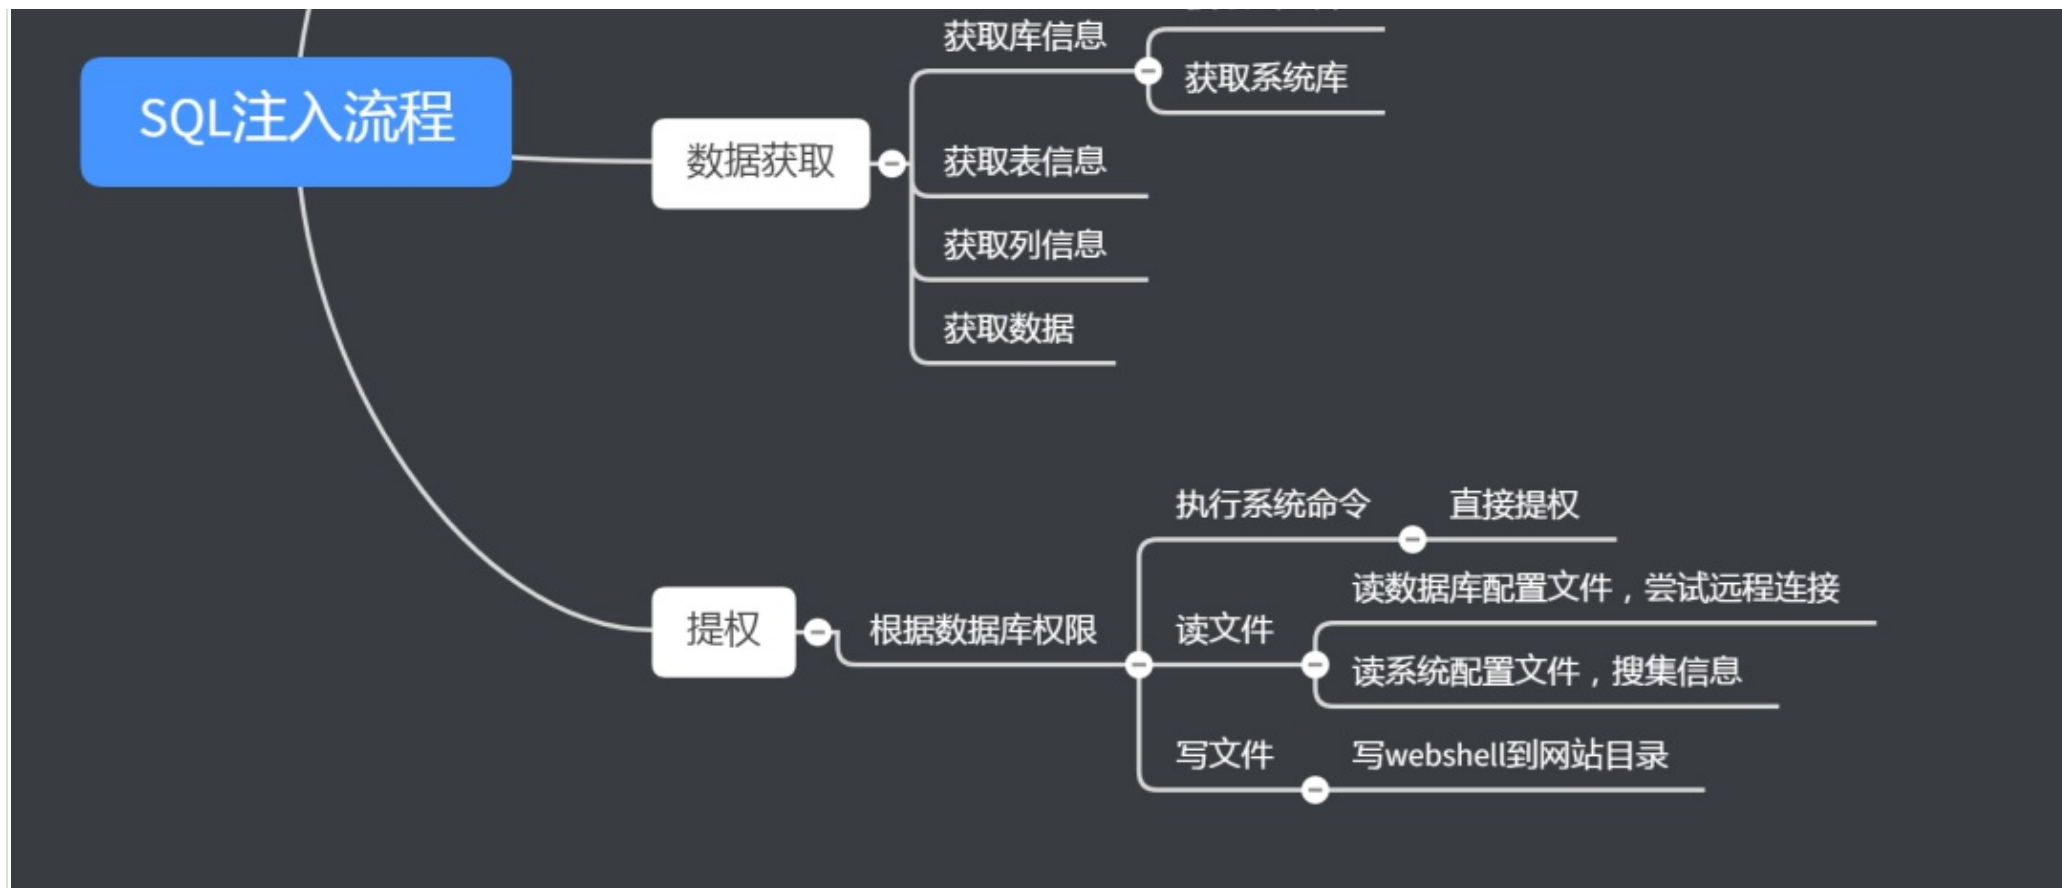 SQL注入流程
数据获取
获取库信息
获取系统库
获取表信息
获取列信息
获取数据
提权
根据数据库权限
执行系统命令
直接提权
读文件
读数据库配置文件，尝试远程连接
读系统配置文件，搜集信息
写文件
写webshell到网站目录